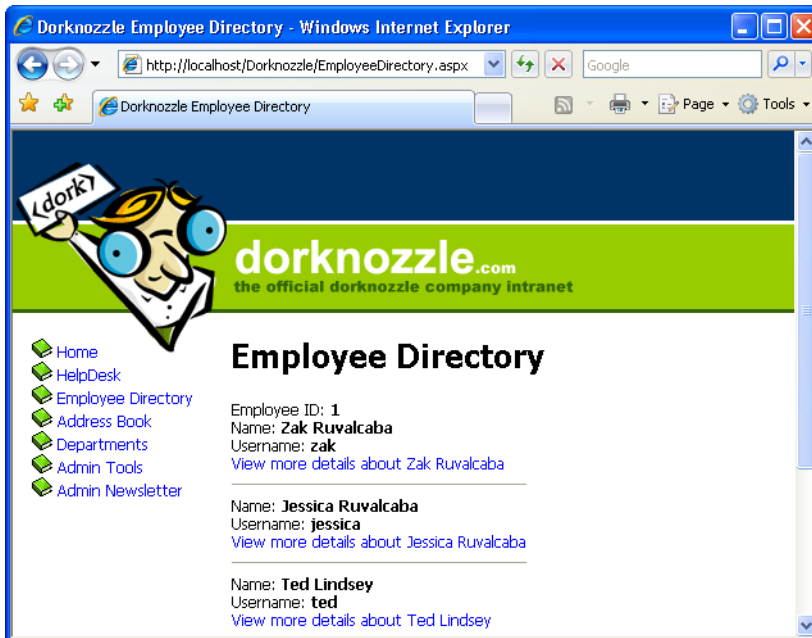 Dorknozzle Employee Directory - Windows Internet Explorer
http://localhost/Dorknozzle/EmployeeDirectory.aspx
Google
Dorknozzle Employee Directory
Page
Tools
<dork>
dorknozzle.com
the official dorknozzle company intranet
Home
HelpDesk
Employee Directory
Address Book
Departments
Admin Tools
Admin Newsletter
Employee Directory
Employee ID: 1
Name: Zak Ruvalcaba
Username: zak
View more details about Zak Ruvalcaba
Name: Jessica Ruvalcaba
Username: jessica
View more details about Jessica Ruvalcaba
Name: Ted Lindsey
Username: ted
View more details about Ted Lindsey